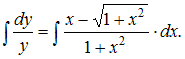 ∫ dy/y = ∫ (x − √(1 + x²))/(1 + x²) · dx.